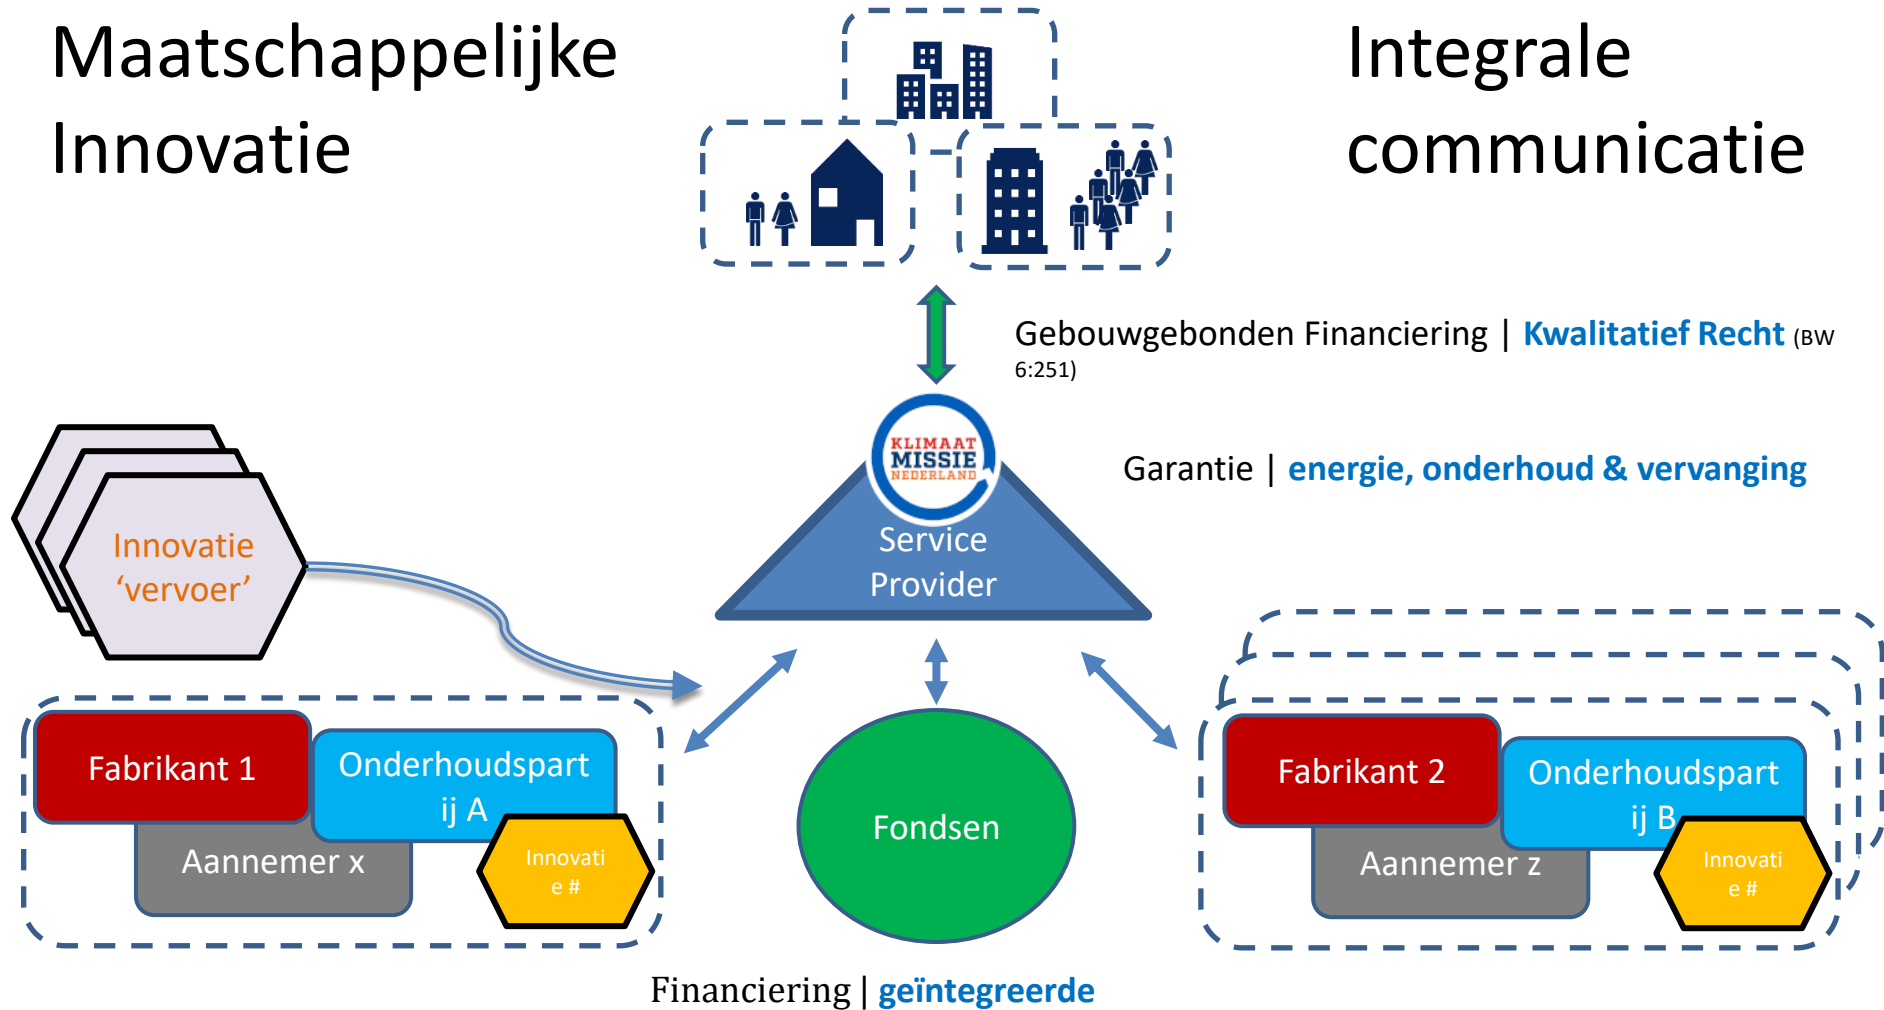 Maatschappelijke
Innovatie
Integrale
communicatie
Gebouwgebonden Financiering | Kwalitatief Recht (BW
6:251)
KLIMAAT
MISSIE
NEDERLAND
Garantie | energie, onderhoud & vervanging
Service
Provider
Innovatie
‘vervoer’
Fabrikant 1
Onderhoudspart
ij A
Aannemer x
Innovati
e #
Fondsen
Fabrikant 2
Onderhoudspart
ij B
Aannemer z
Innovati
e #
Financiering | geïntegreerde